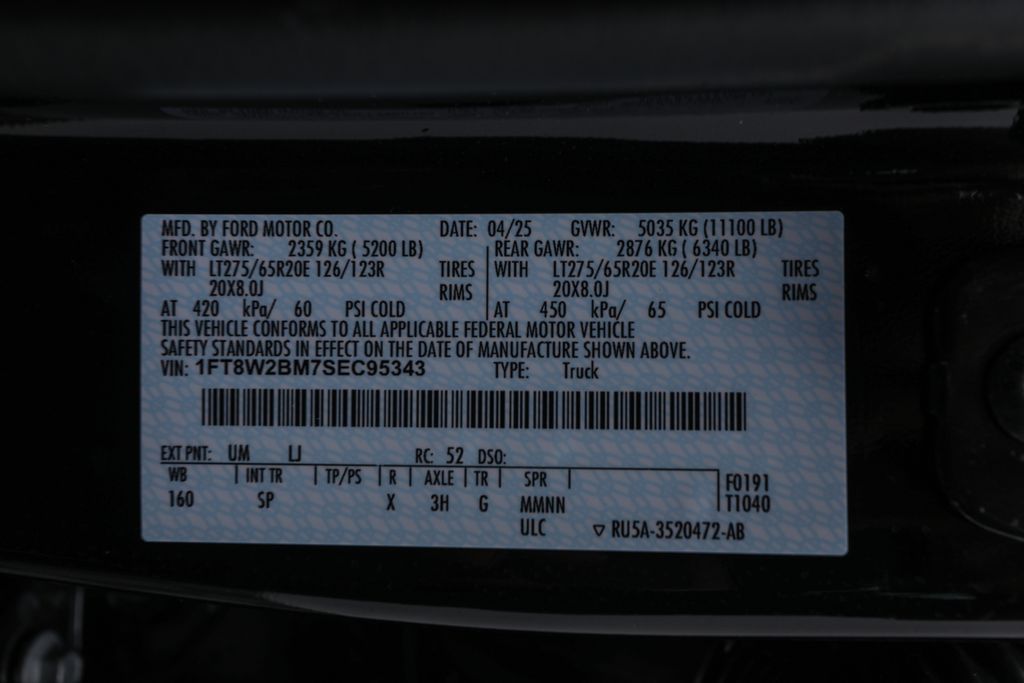 MFD. BY FORD MOTOR CO. DATE: 04/25 GVWR: 5035 KG (11100 LB)
FRONT GAWR: 2359 KG ( 5200 LB) REAR GAWR: 2876 KG ( 6340 LB)
WITH LT275/65R20E 126/123R TIRES WITH LT275/65R20E 126/123R TIRES
20X8.0J RIMS 20X8.0J RIMS
AT 420 kPa/ 60 PSI COLD AT 450 kPa/ 65 PSI COLD
THIS VEHICLE CONFORMS TO ALL APPLICABLE FEDERAL MOTOR VEHICLE
SAFETY STANDARDS IN EFFECT ON THE DATE OF MANUFACTURE SHOWN ABOVE.
VIN: 1FT8W2BM7SEC95343 TYPE: Truck
EXT PNT: UM LJ RC: 52 DSO:
WB INT TR TP/PS R AXLE TR SPR F0191
160 SP X 3H G MMNN T1040
ULC ▽ RU5A-3520472-AB